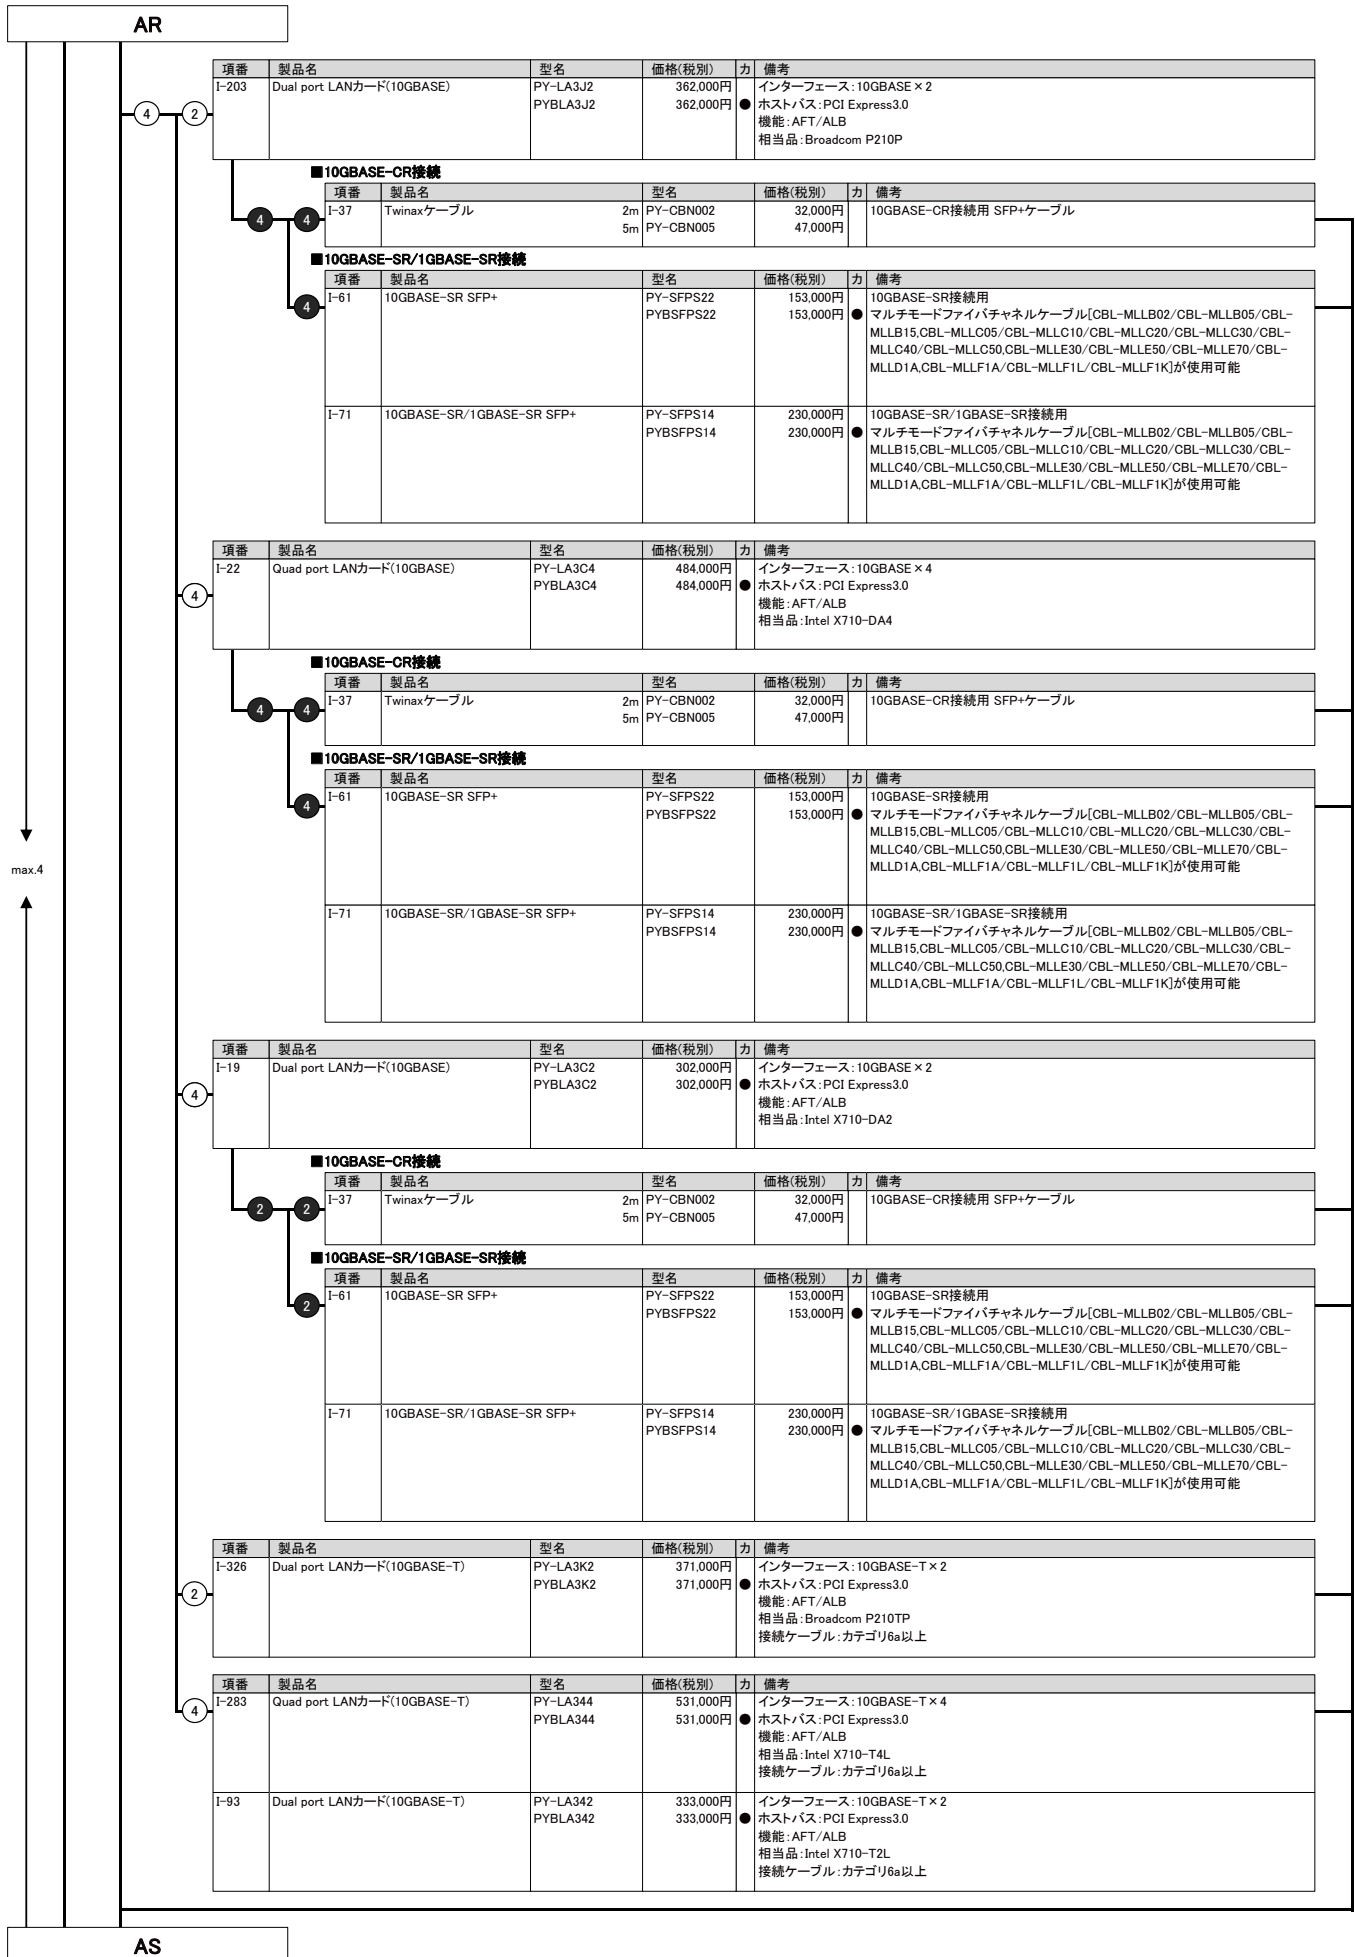 AR
項番 製品名 型名 価格(税別) カ 備考
I-203 Dual port LANカード(10GBASE) PY-LA3J2 362,000円 インターフェース:10GBASE×2
PYBLA3J2 362,000円 ● ホストバス:PCI Express3.0
機能:AFT/ALB
相当品:Broadcom P210P
4 2
■10GBASE-CR接続
項番 製品名 型名 価格(税別) カ 備考
I-37 Twinaxケーブル 2m PY-CBN002 32,000円 10GBASE-CR接続用 SFP+ケーブル
5m PY-CBN005 47,000円
4 4
■10GBASE-SR/1GBASE-SR接続
項番 製品名 型名 価格(税別) カ 備考
I-61 10GBASE-SR SFP+ PY-SFPS22 153,000円 10GBASE-SR接続用
PYBSFPS22 153,000円 ● マルチモードファイバチャネルケーブル[CBL-MLLB02/CBL-MLLB05/CBL-
MLLB15,CBL-MLLC05/CBL-MLLC10/CBL-MLLC20/CBL-MLLC30/CBL-
MLLC40/CBL-MLLC50,CBL-MLLE30/CBL-MLLE50/CBL-MLLE70/CBL-
MLLD1A,CBL-MLLF1A/CBL-MLLF1L/CBL-MLLF1K]が使用可能
4
I-71 10GBASE-SR/1GBASE-SR SFP+ PY-SFPS14 230,000円 10GBASE-SR/1GBASE-SR接続用
PYBSFPS14 230,000円 ● マルチモードファイバチャネルケーブル[CBL-MLLB02/CBL-MLLB05/CBL-
MLLB15,CBL-MLLC05/CBL-MLLC10/CBL-MLLC20/CBL-MLLC30/CBL-
MLLC40/CBL-MLLC50,CBL-MLLE30/CBL-MLLE50/CBL-MLLE70/CBL-
MLLD1A,CBL-MLLF1A/CBL-MLLF1L/CBL-MLLF1K]が使用可能
項番 製品名 型名 価格(税別) カ 備考
I-22 Quad port LANカード(10GBASE) PY-LA3C4 484,000円 インターフェース:10GBASE×4
PYBLA3C4 484,000円 ● ホストバス:PCI Express3.0
機能:AFT/ALB
相当品:Intel X710-DA4
4
■10GBASE-CR接続
項番 製品名 型名 価格(税別) カ 備考
I-37 Twinaxケーブル 2m PY-CBN002 32,000円 10GBASE-CR接続用 SFP+ケーブル
5m PY-CBN005 47,000円
4 4
■10GBASE-SR/1GBASE-SR接続
項番 製品名 型名 価格(税別) カ 備考
I-61 10GBASE-SR SFP+ PY-SFPS22 153,000円 10GBASE-SR接続用
PYBSFPS22 153,000円 ● マルチモードファイバチャネルケーブル[CBL-MLLB02/CBL-MLLB05/CBL-
MLLB15,CBL-MLLC05/CBL-MLLC10/CBL-MLLC20/CBL-MLLC30/CBL-
MLLC40/CBL-MLLC50,CBL-MLLE30/CBL-MLLE50/CBL-MLLE70/CBL-
MLLD1A,CBL-MLLF1A/CBL-MLLF1L/CBL-MLLF1K]が使用可能
4
max.4
I-71 10GBASE-SR/1GBASE-SR SFP+ PY-SFPS14 230,000円 10GBASE-SR/1GBASE-SR接続用
PYBSFPS14 230,000円 ● マルチモードファイバチャネルケーブル[CBL-MLLB02/CBL-MLLB05/CBL-
MLLB15,CBL-MLLC05/CBL-MLLC10/CBL-MLLC20/CBL-MLLC30/CBL-
MLLC40/CBL-MLLC50,CBL-MLLE30/CBL-MLLE50/CBL-MLLE70/CBL-
MLLD1A,CBL-MLLF1A/CBL-MLLF1L/CBL-MLLF1K]が使用可能
項番 製品名 型名 価格(税別) カ 備考
I-19 Dual port LANカード(10GBASE) PY-LA3C2 302,000円 インターフェース:10GBASE×2
PYBLA3C2 302,000円 ● ホストバス:PCI Express3.0
機能:AFT/ALB
相当品:Intel X710-DA2
4
■10GBASE-CR接続
項番 製品名 型名 価格(税別) カ 備考
I-37 Twinaxケーブル 2m PY-CBN002 32,000円 10GBASE-CR接続用 SFP+ケーブル
5m PY-CBN005 47,000円
2 2
■10GBASE-SR/1GBASE-SR接続
項番 製品名 型名 価格(税別) カ 備考
I-61 10GBASE-SR SFP+ PY-SFPS22 153,000円 10GBASE-SR接続用
PYBSFPS22 153,000円 ● マルチモードファイバチャネルケーブル[CBL-MLLB02/CBL-MLLB05/CBL-
MLLB15,CBL-MLLC05/CBL-MLLC10/CBL-MLLC20/CBL-MLLC30/CBL-
MLLC40/CBL-MLLC50,CBL-MLLE30/CBL-MLLE50/CBL-MLLE70/CBL-
MLLD1A,CBL-MLLF1A/CBL-MLLF1L/CBL-MLLF1K]が使用可能
2
I-71 10GBASE-SR/1GBASE-SR SFP+ PY-SFPS14 230,000円 10GBASE-SR/1GBASE-SR接続用
PYBSFPS14 230,000円 ● マルチモードファイバチャネルケーブル[CBL-MLLB02/CBL-MLLB05/CBL-
MLLB15,CBL-MLLC05/CBL-MLLC10/CBL-MLLC20/CBL-MLLC30/CBL-
MLLC40/CBL-MLLC50,CBL-MLLE30/CBL-MLLE50/CBL-MLLE70/CBL-
MLLD1A,CBL-MLLF1A/CBL-MLLF1L/CBL-MLLF1K]が使用可能
項番 製品名 型名 価格(税別) カ 備考
I-326 Dual port LANカード(10GBASE-T) PY-LA3K2 371,000円 インターフェース:10GBASE-T×2
PYBLA3K2 371,000円 ● ホストバス:PCI Express3.0
機能:AFT/ALB
相当品:Broadcom P210TP
接続ケーブル:カテゴリ6a以上
2
項番 製品名 型名 価格(税別) カ 備考
I-283 Quad port LANカード(10GBASE-T) PY-LA344 531,000円 インターフェース:10GBASE-T×4
PYBLA344 531,000円 ● ホストバス:PCI Express3.0
機能:AFT/ALB
相当品:Intel X710-T4L
接続ケーブル:カテゴリ6a以上
4
I-93 Dual port LANカード(10GBASE-T) PY-LA342 333,000円 インターフェース:10GBASE-T×2
PYBLA342 333,000円 ● ホストバス:PCI Express3.0
機能:AFT/ALB
相当品:Intel X710-T2L
接続ケーブル:カテゴリ6a以上
AS